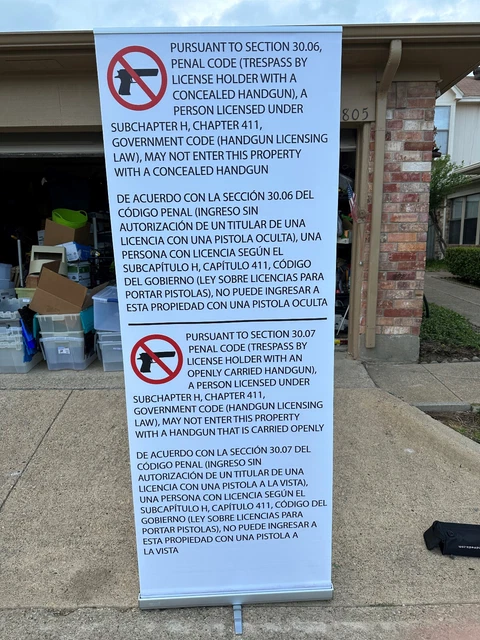 PURSUANT TO SECTION 30.06,
PENAL CODE (TRESPASS BY
LICENSE HOLDER WITH A
CONCEALED HANDGUN), A
PERSON LICENSED UNDER
SUBCHAPTER H, CHAPTER 411,
GOVERNMENT CODE (HANDGUN LICENSING
LAW), MAY NOT ENTER THIS PROPERTY
WITH A CONCEALED HANDGUN
DE ACUERDO CON LA SECCIÓN 30.06 DEL
CÓDIGO PENAL (INGRESO SIN
AUTORIZACIÓN DE UN TITULAR DE UNA
LICENCIA CON UNA PISTOLA OCULTA), UNA
PERSONA CON LICENCIA SEGÚN EL
SUBCAPÍTULO H, CAPÍTULO 411, CÓDIGO
DEL GOBIERNO (LEY SOBRE LICENCIAS PARA
PORTAR PISTOLAS), NO PUEDE INGRESAR A
ESTA PROPIEDAD CON UNA PISTOLA OCULTA
PURSUANT TO SECTION 30.07
PENAL CODE (TRESPASS BY
LICENSE HOLDER WITH AN
OPENLY CARRIED HANDGUN),
A PERSON LICENSED UNDER
SUBCHAPTER H, CHAPTER 411,
GOVERNMENT CODE (HANDGUN LICENSING
LAW), MAY NOT ENTER THIS PROPERTY
WITH A HANDGUN THAT IS CARRIED OPENLY
DE ACUERDO CON LA SECCIÓN 30.07 DEL
CÓDIGO PENAL (INGRESO SIN
AUTORIZACIÓN DE UN TITULAR DE UNA
LICENCIA CON UNA PISTOLA A LA VISTA),
UNA PERSONA CON LICENCIA SEGÚN EL
SUBCAPÍTULO H, CAPÍTULO 411, CÓDIGO DEL
GOBIERNO (LEY SOBRE LICENCIAS PARA
PORTAR PISTOLAS), NO PUEDE INGRESAR A
ESTA PROPIEDAD CON UNA PISTOLA A
LA VISTA
805